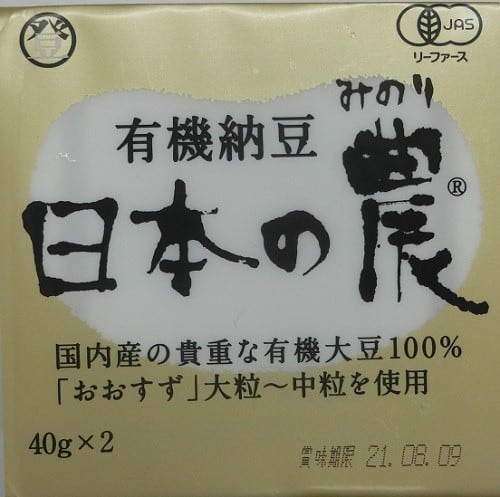 豆
JAS
リーファース
みのり
有機納豆
日本の農®
国内産の貴重な有機大豆100%
「おおすず」大粒～中粒を使用
40g×2
賞味期限 21.08.09